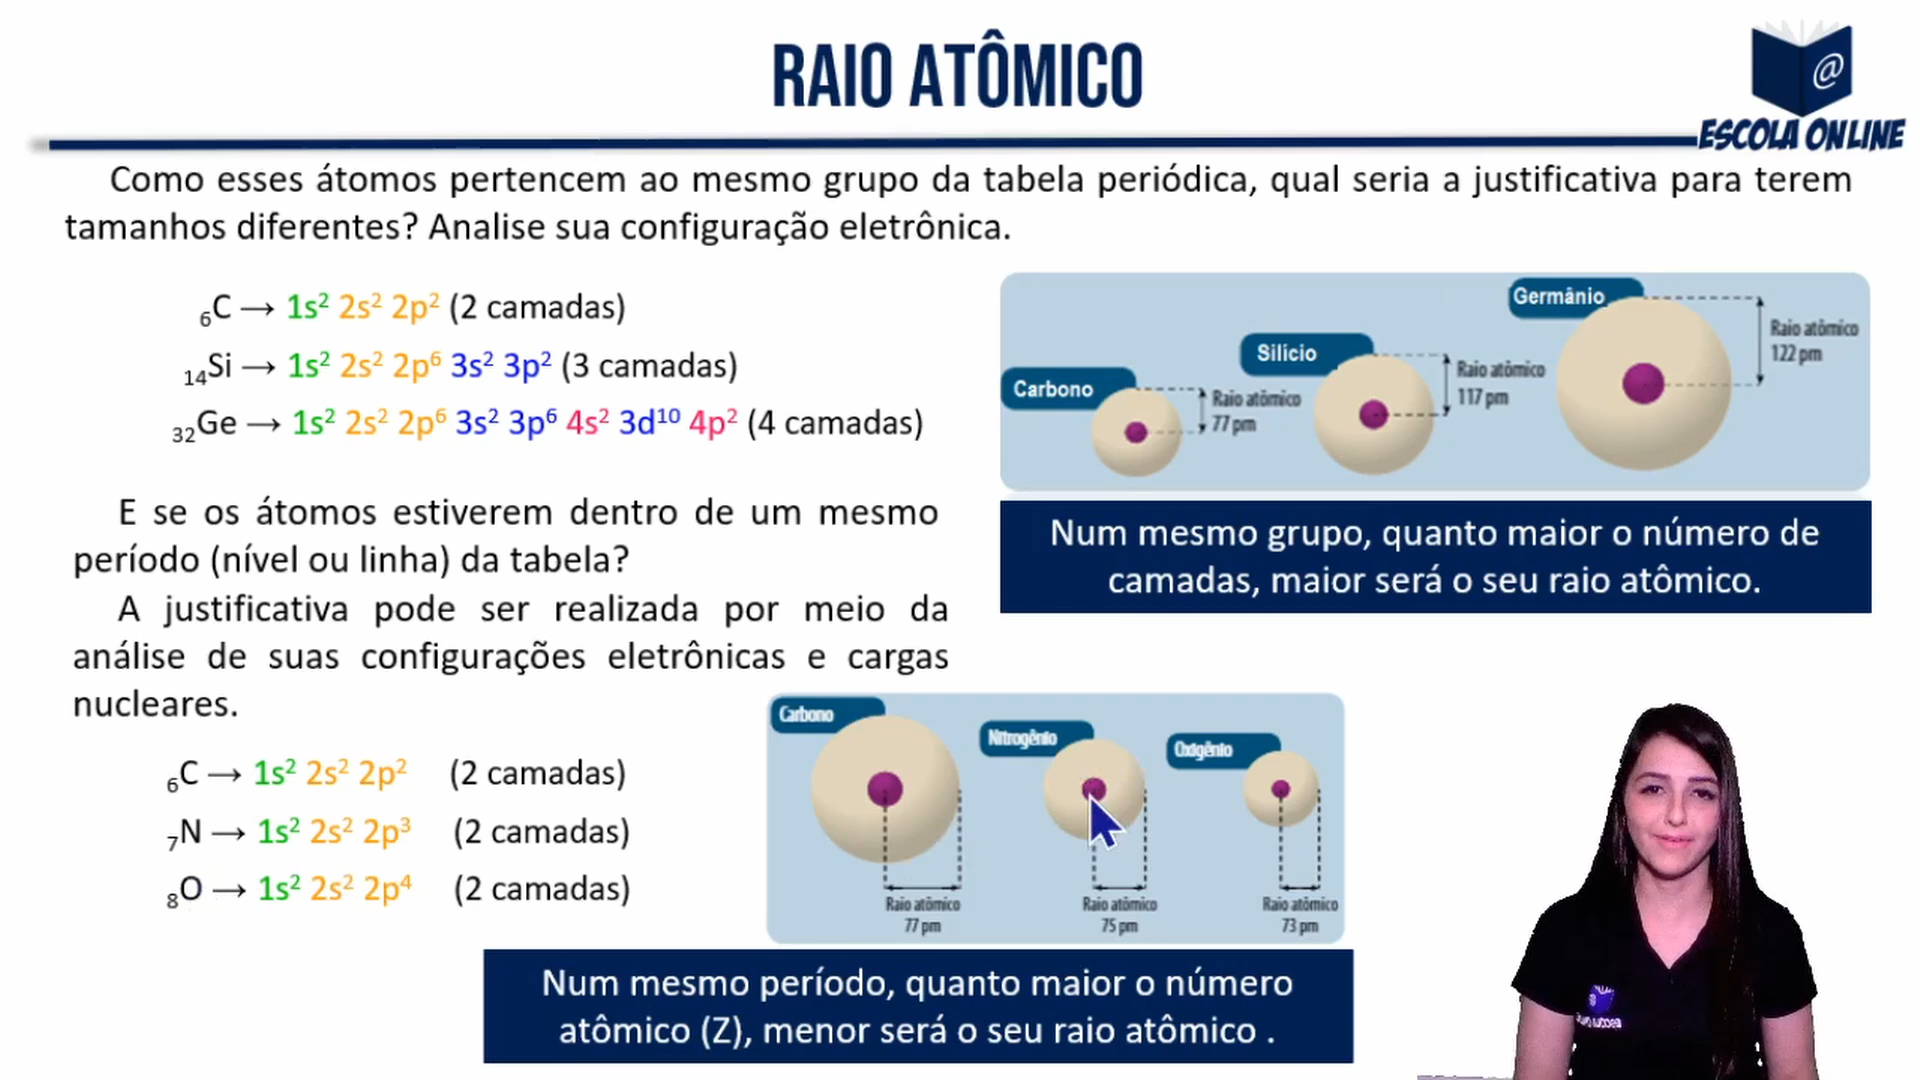 RAIO ATÔMICO
@
ESCOLA ONLINE
Como esses átomos pertencem ao mesmo grupo da tabela periódica, qual seria a justificativa para terem
tamanhos diferentes? Analise sua configuração eletrônica.
₆C → 1s² 2s² 2p² (2 camadas)
₁₄Si → 1s² 2s² 2p⁶ 3s² 3p² (3 camadas)
₃₂Ge → 1s² 2s² 2p⁶ 3s² 3p⁶ 4s² 3d¹⁰ 4p² (4 camadas)
Carbono
Raio atômico
77 pm
Silício
Raio atômico
117 pm
Germânio
Raio atômico
122 pm
Num mesmo grupo, quanto maior o número de
camadas, maior será o seu raio atômico.
E se os átomos estiverem dentro de um mesmo
período (nível ou linha) da tabela?
A justificativa pode ser realizada por meio da
análise de suas configurações eletrônicas e cargas
nucleares.
₆C → 1s² 2s² 2p² (2 camadas)
₇N → 1s² 2s² 2p³ (2 camadas)
₈O → 1s² 2s² 2p⁴ (2 camadas)
Carbono
Raio atômico
77 pm
Nitrogênio
Raio atômico
75 pm
Oxigênio
Raio atômico
73 pm
Num mesmo período, quanto maior o número
atômico (Z), menor será o seu raio atômico .